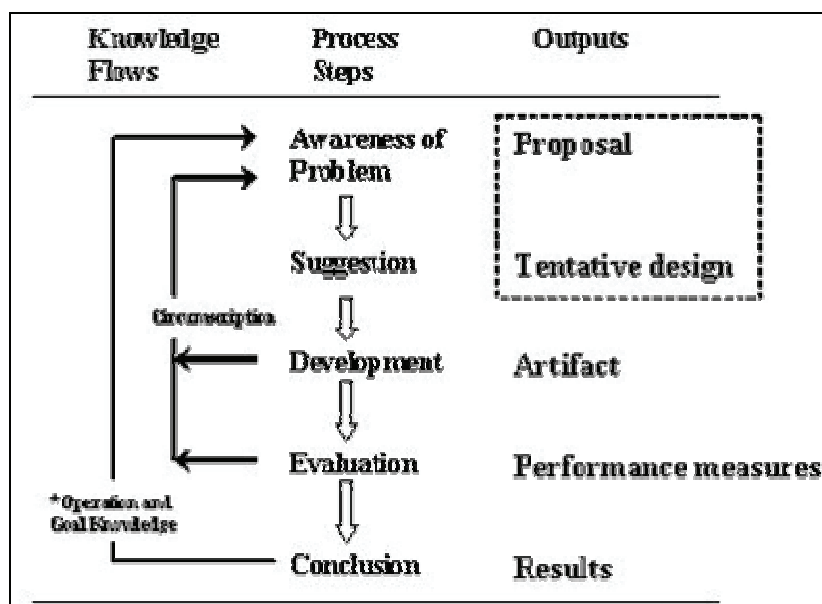 Knowledge Flows
Process Steps
Outputs
Awareness of Problem
Proposal
Suggestion
Tentative design
Circumscription
Development
Artifact
Evaluation
Performance measures
*Operation and
Goal Knowledge
Conclusion
Results